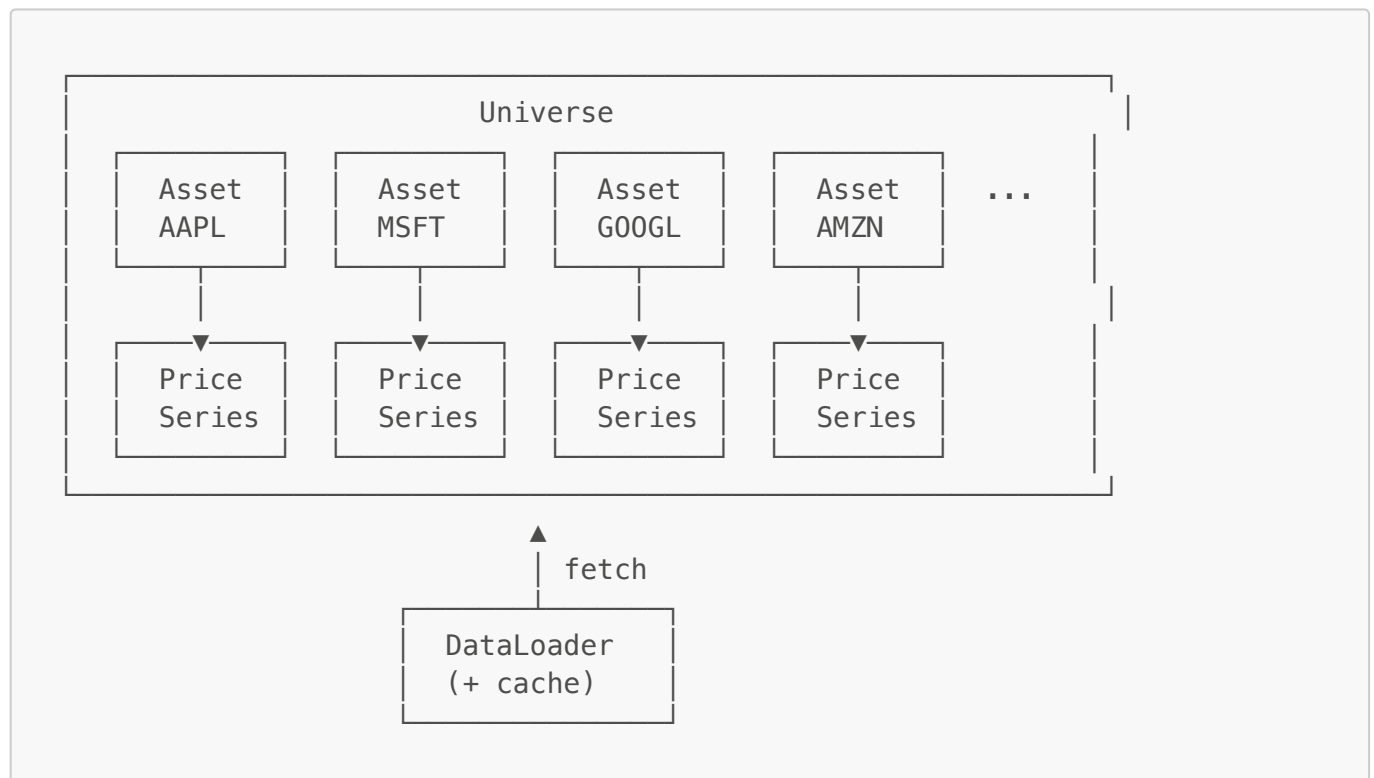 Universe
Asset Asset Asset Asset ...
AAPL MSFT GOOGL AMZN
Price Price Price Price
Series Series Series Series
fetch
DataLoader
(+ cache)